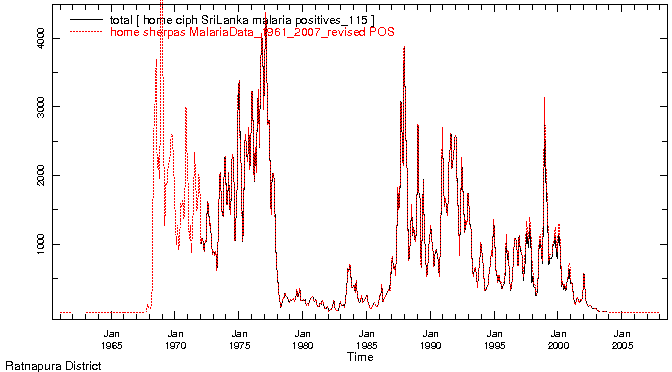 total [ home ciph SriLanka malaria positives_115 ]
home sherpas MalariaData_1961_2007_revised POS
4000
3000
2000
1000
Jan Jan Jan Jan Jan Jan Jan Jan Jan
1965 1970 1975 1980 1985 1990 1995 2000 2005
Time
Ratnapura District